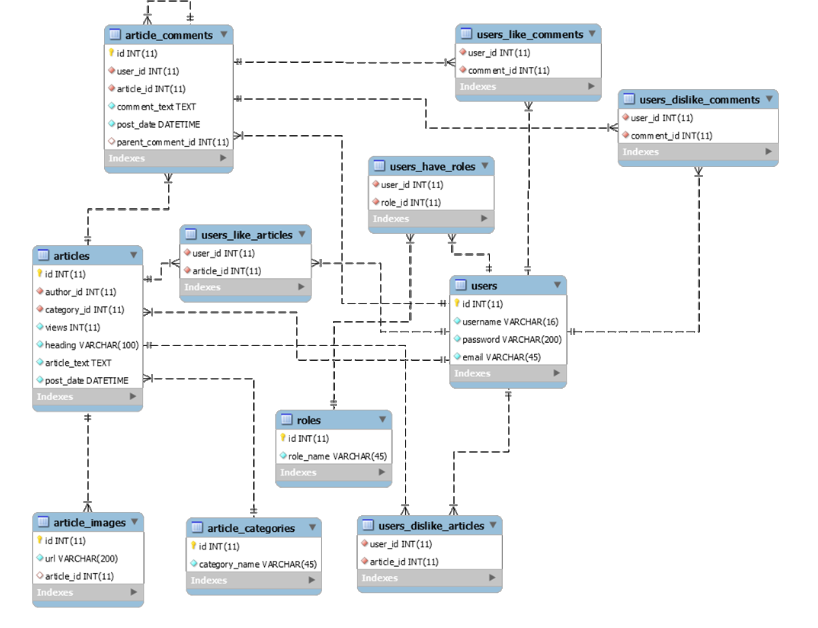 article_comments
id INT(11)
user_id INT(11)
article_id INT(11)
comment_text TEXT
post_date DATETIME
parent_comment_id INT(11)
Indexes
users_like_comments
user_id INT(11)
comment_id INT(11)
Indexes
users_dislike_comments
user_id INT(11)
comment_id INT(11)
Indexes
users_have_roles
user_id INT(11)
role_id INT(11)
Indexes
users_like_articles
user_id INT(11)
article_id INT(11)
Indexes
articles
id INT(11)
author_id INT(11)
category_id INT(11)
views INT(11)
heading VARCHAR(100)
article_text TEXT
post_date DATETIME
Indexes
users
id INT(11)
username VARCHAR(16)
password VARCHAR(200)
email VARCHAR(45)
Indexes
roles
id INT(11)
role_name VARCHAR(45)
Indexes
article_images
id INT(11)
url VARCHAR(200)
article_id INT(11)
Indexes
article_categories
id INT(11)
category_name VARCHAR(45)
Indexes
users_dislike_articles
user_id INT(11)
article_id INT(11)
Indexes